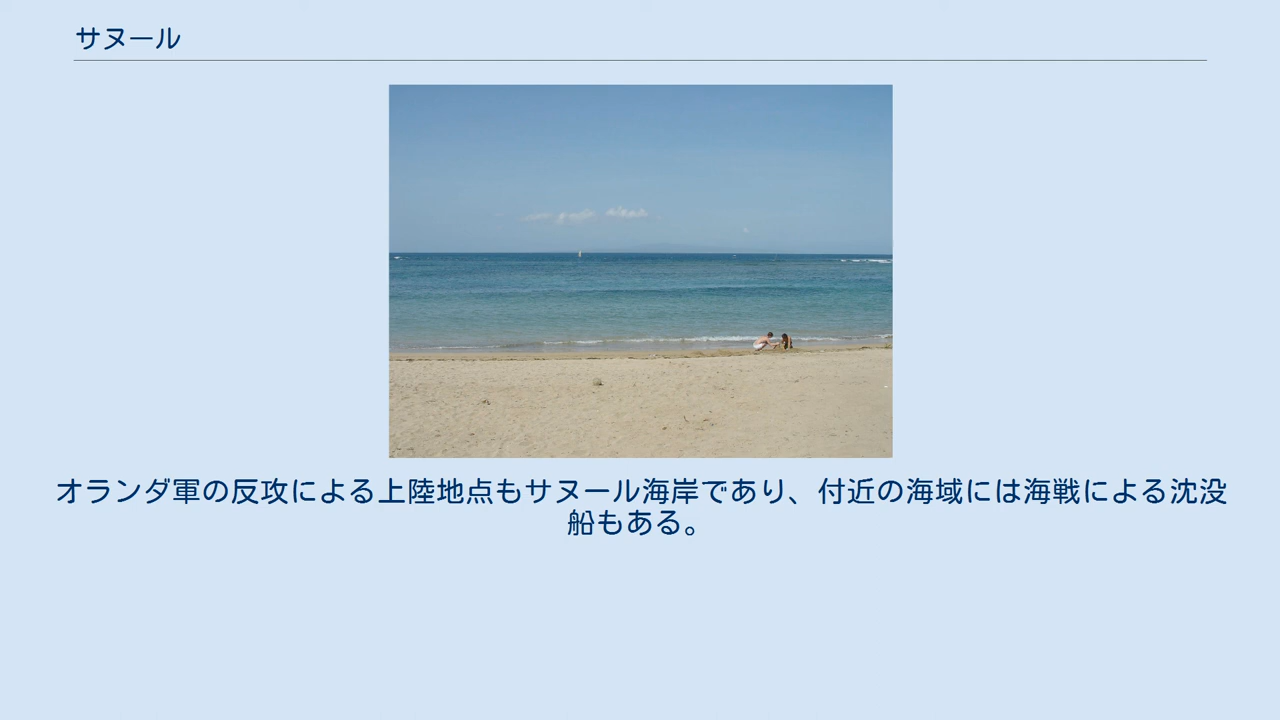 サヌール
オランダ軍の反攻による上陸地点もサヌール海岸であり、付近の海域には海戦による沈没
船もある。